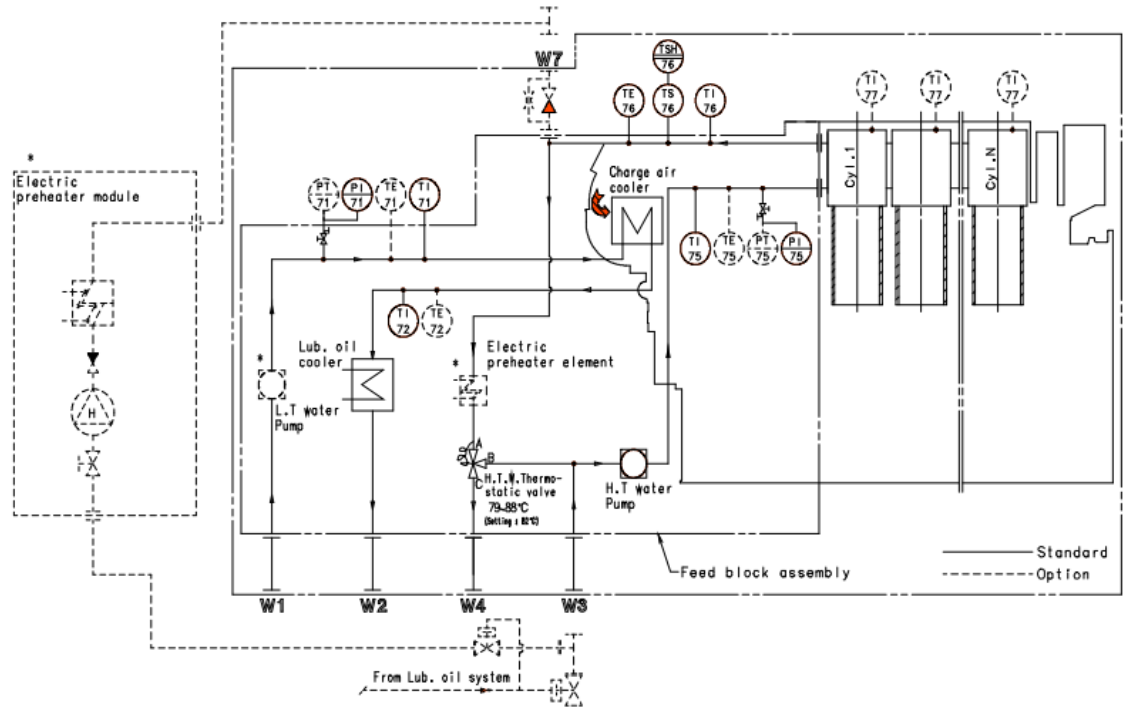 W7
TSH
76
TE
76
TS
76
TI
76
TI
77
TI
77
TI
77
*
Electric
preheater module
PT
71
PI
71
TE
71
TI
71
Charge air
cooler
Cyl.1
Cyl.N
TI
75
TE
75
PT
75
PI
75
TI
72
TE
72
*
L.T water
Pump
Lub. oil
cooler
*
Electric
preheater element
H
A
B
C
H.T.W.Thermo-
static valve
79~88°C
(Setting : 82°C)
H.T water
Pump
Feed block assembly
Standard
Option
W1
W2
W4
W3
From Lub. oil system